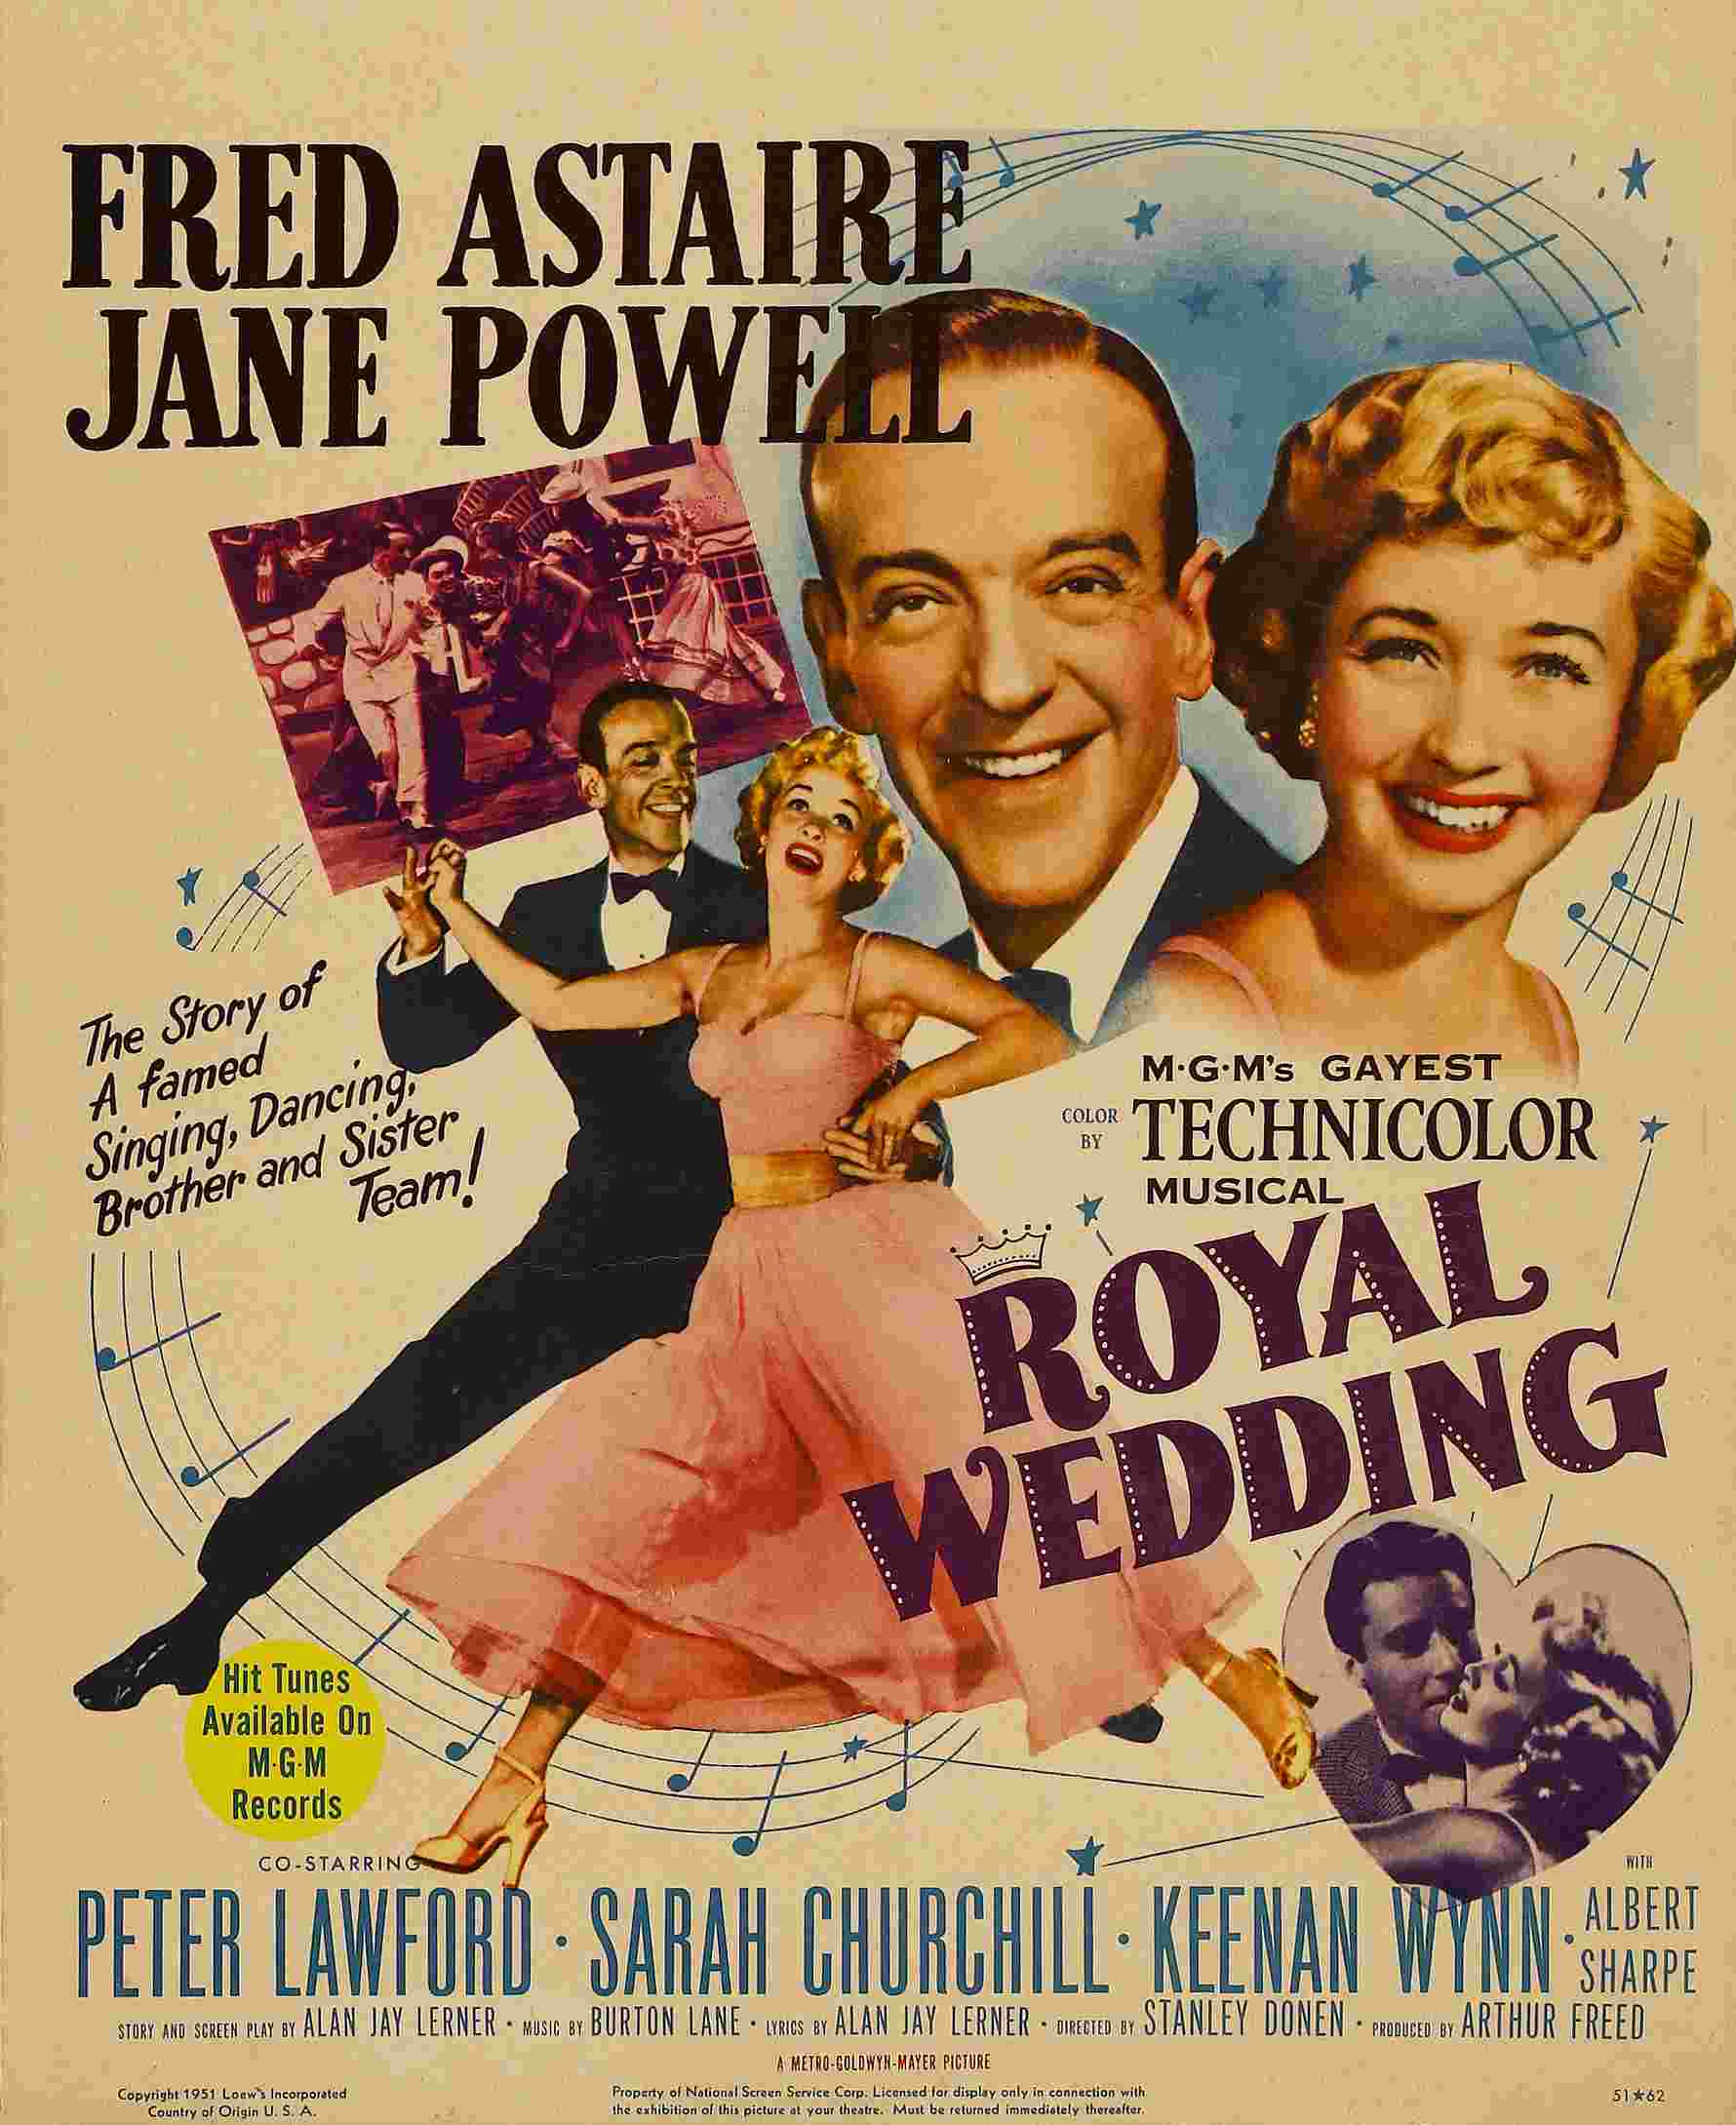 FRED ASTAIRE
JANE POWELL
The Story of
A famed
Singing, Dancing,
Brother and Sister
Team!
M·G·M's GAYEST
COLOR
BY
TECHNICOLOR
MUSICAL
ROYAL
WEDDING
Hit Tunes
Available On
M·G·M
Records
CO-STARRING
WITH
PETER LAWFORD · SARAH CHURCHILL · KEENAN WYNN ·
ALBERT
SHARPE
STORY AND SCREEN PLAY BY ALAN JAY LERNER · MUSIC BY BURTON LANE · LYRICS BY ALAN JAY LERNER · DIRECTED BY STANLEY DONEN · PRODUCED BY ARTHUR FREED
A METRO-GOLDWYN-MAYER PICTURE
Copyright 1951 Loew's Incorporated
Country of Origin U. S. A.
Property of National Screen Service Corp. Licensed for display only in connection with
the exhibition of this picture at your theatre. Must be returned immediately thereafter.
51★62